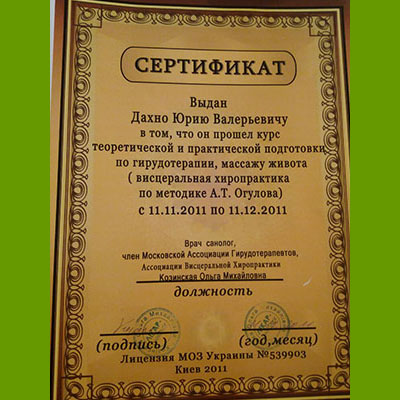 СЕРТИФИКАТ
Выдан
Дахно Юрию Валерьевичу
в том, что он прошел курс
теоретической и практической подготовки
по гирудотерапии, массажу живота
( висцеральная хиропрактика
по методике А.Т. Огулова)
с 11.11.2011 по 11.12.2011
Врач санолог,
член Московской Ассоциации Гирудотерапевтов,
Ассоциации Висцеральной Хиропрактики
Козинская Ольга Михайловна
должность
(подпись) (год,месяц)
Лицензия МОЗ Украины №539903
Киев 2011